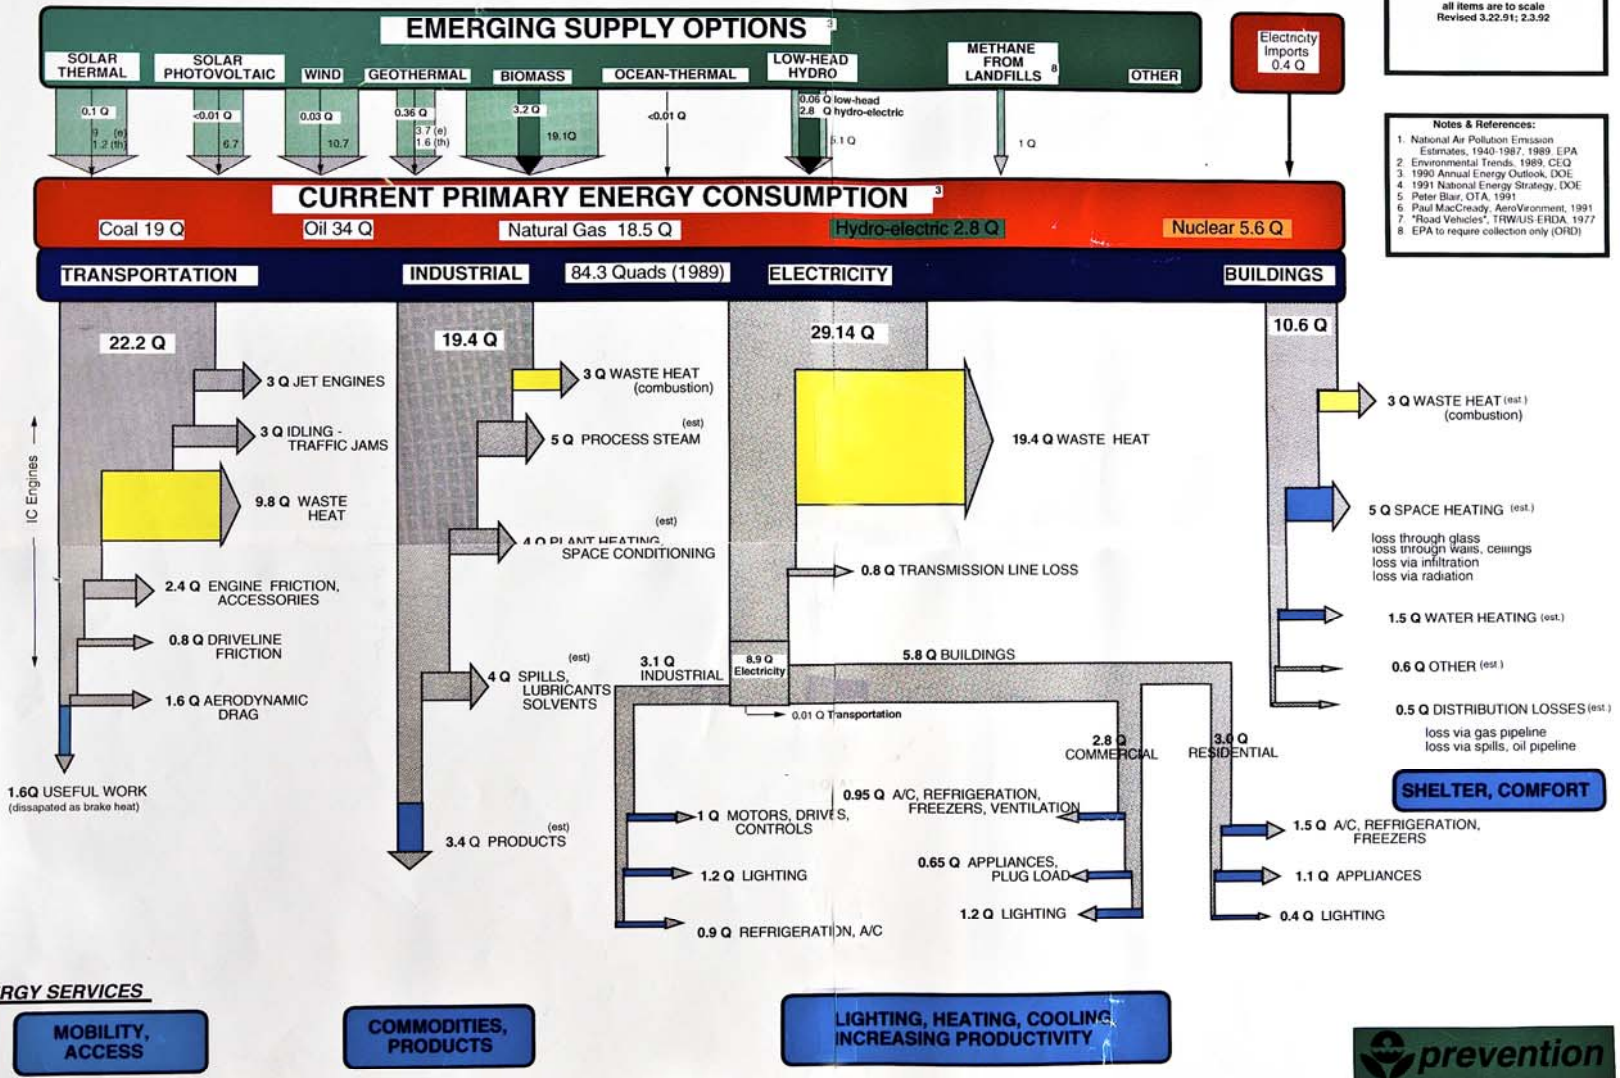 all items are to scale
Revised 3.22.91; 2.3.92
EMERGING SUPPLY OPTIONS 3
SOLAR
THERMAL
SOLAR
PHOTOVOLTAIC
WIND
GEOTHERMAL
BIOMASS
OCEAN-THERMAL
LOW-HEAD
HYDRO
METHANE
FROM
LANDFILLS 8
OTHER
Electricity
Imports
0.4 Q
0.1 Q
9 (e)
1.2 (th)
<0.01 Q
6.7
0.03 Q
10.7
0.36 Q
3.7 (e)
1.6 (th)
3.2 Q
19.1Q
<0.01 Q
0.06 Q low-head
2.8 Q hydro-electric
5.1 Q
1 Q
Notes & References:
1. National Air Pollution Emission
Estimates, 1940-1987, 1989, EPA
2. Environmental Trends, 1989, CEQ
3. 1990 Annual Energy Outlook, DOE
4 1991 National Energy Strategy, DOE
5 Peter Blair, OTA, 1991
6. Paul MacCready, AeroVironment, 1991
7. "Road Vehicles", TRW/US ERDA, 1977
8 EPA to require collection only (ORD)
CURRENT PRIMARY ENERGY CONSUMPTION 3
Coal 19 Q
Oil 34 Q
Natural Gas 18.5 Q
Hydro-electric 2.8 Q
Nuclear 5.6 Q
TRANSPORTATION
INDUSTRIAL
84.3 Quads (1989)
ELECTRICITY
BUILDINGS
22.2 Q
3 Q JET ENGINES
3 Q IDLING -
TRAFFIC JAMS
9.8 Q WASTE
HEAT
IC Engines
2.4 Q ENGINE FRICTION,
ACCESSORIES
0.8 Q DRIVELINE
FRICTION
1.6 Q AERODYNAMIC
DRAG
1.6Q USEFUL WORK
(dissapated as brake heat)
19.4 Q
3 Q WASTE HEAT
(combustion)
(est)
5 Q PROCESS STEAM
(est)
4 Q PLANT HEATING,
SPACE CONDITIONING
(est)
4 Q SPILLS,
LUBRICANTS
SOLVENTS
(est)
3.4 Q PRODUCTS
29.14 Q
19.4 Q WASTE HEAT
0.8 Q TRANSMISSION LINE LOSS
3.1 Q
INDUSTRIAL
8.9 Q
Electricity
5.8 Q BUILDINGS
0.01 Q Transportation
2.8 Q
COMMERCIAL
3.0 Q
RESIDENTIAL
1 Q MOTORS, DRIVES,
CONTROLS
1.2 Q LIGHTING
0.9 Q REFRIGERATION, A/C
0.95 Q A/C, REFRIGERATION,
FREEZERS, VENTILATION
0.65 Q APPLIANCES,
PLUG LOAD
1.2 Q LIGHTING
1.5 Q A/C, REFRIGERATION,
FREEZERS
1.1 Q APPLIANCES
0.4 Q LIGHTING
10.6 Q
3 Q WASTE HEAT (est.)
(combustion)
5 Q SPACE HEATING (est.)
loss through glass
loss through walls, ceilings
loss via infiltration
loss via radiation
1.5 Q WATER HEATING (est.)
0.6 Q OTHER (est.)
0.5 Q DISTRIBUTION LOSSES (est.)
loss via gas pipeline
loss via spills, oil pipeline
SHELTER, COMFORT
RGY SERVICES
MOBILITY,
ACCESS
COMMODITIES,
PRODUCTS
LIGHTING, HEATING, COOLING
INCREASING PRODUCTIVITY
prevention